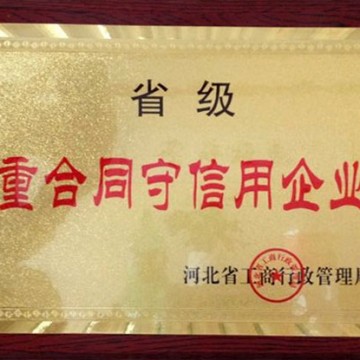 省级
重合同守信用企业
河北省工商行政管理局